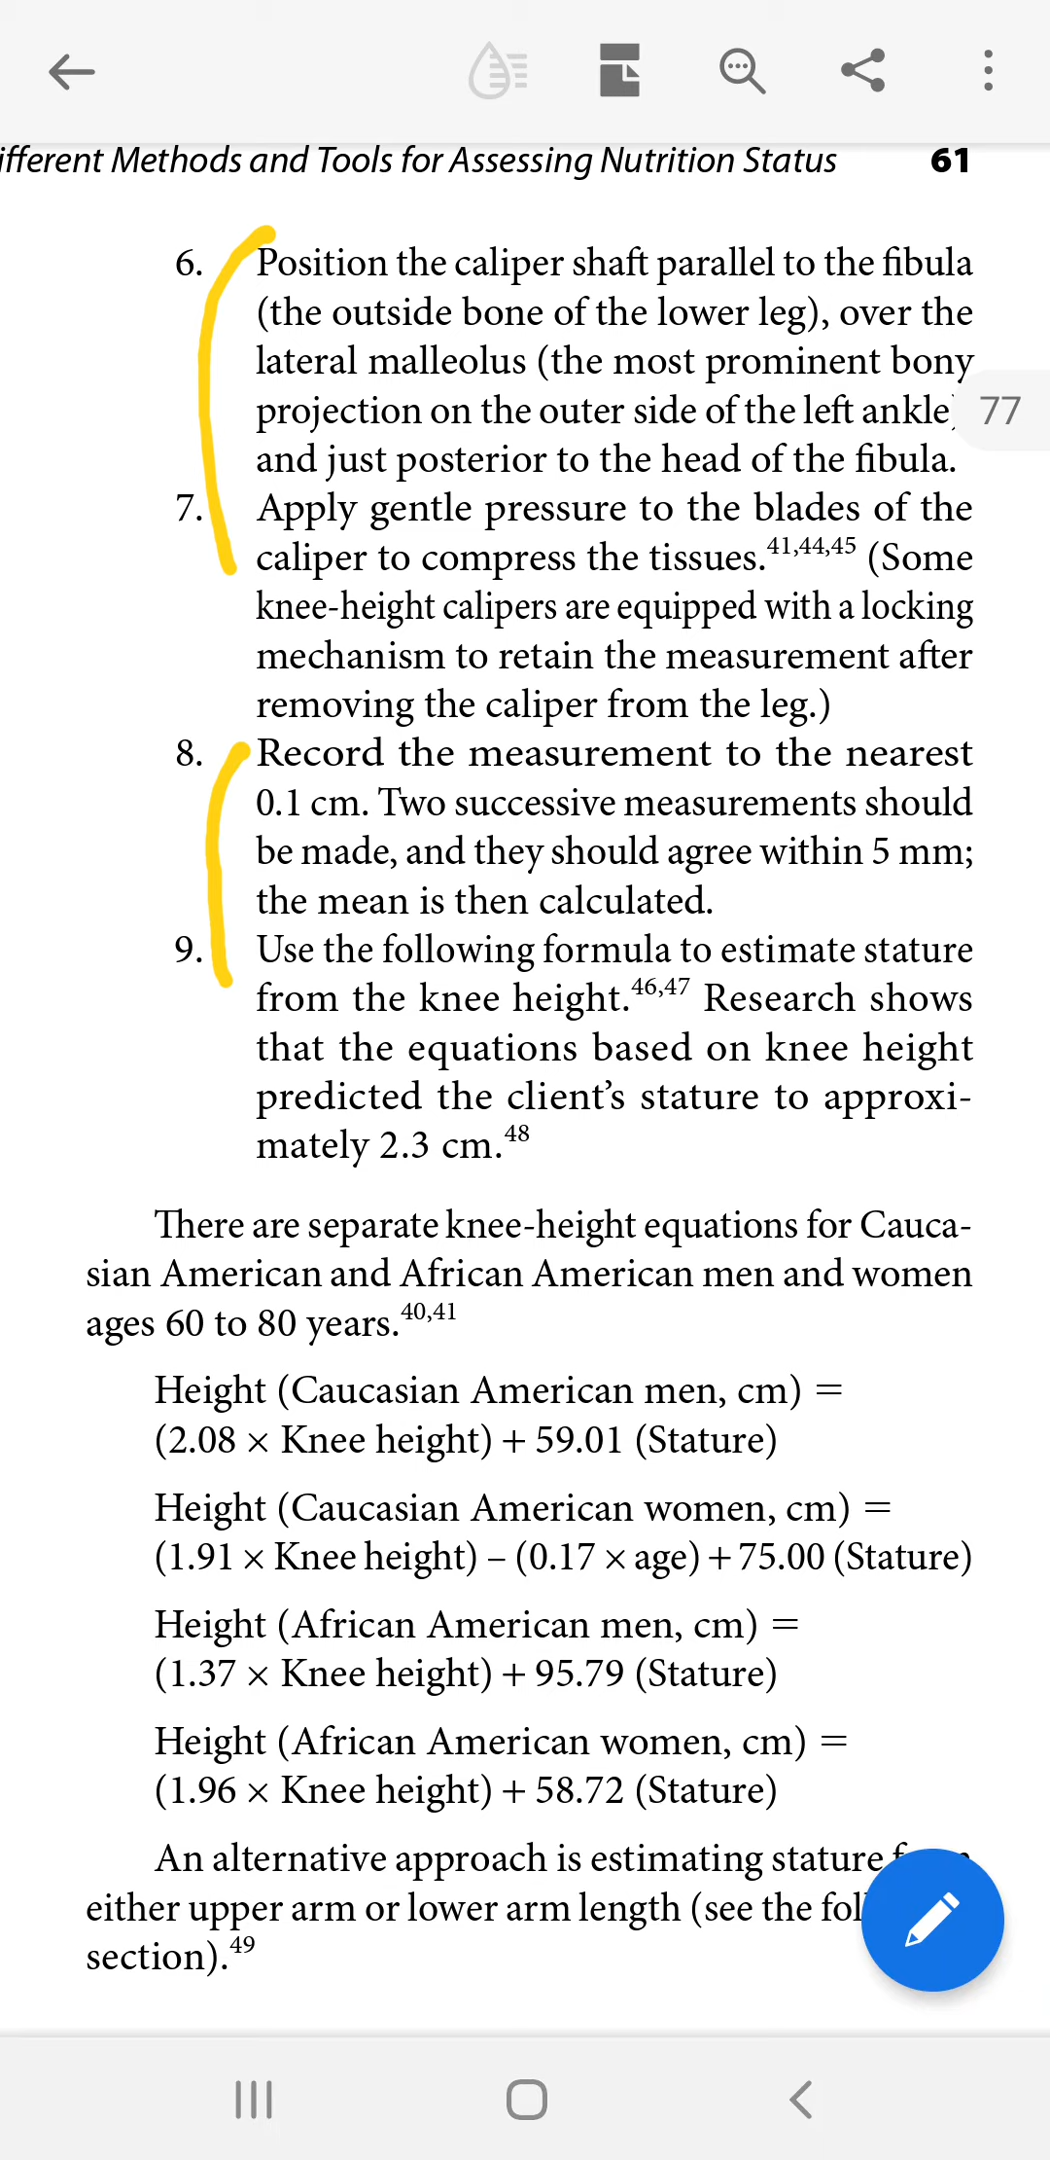 ifferent Methods and Tools for Assessing Nutrition Status 61
6. Position the caliper shaft parallel to the fibula
(the outside bone of the lower leg), over the
lateral malleolus (the most prominent bony
projection on the outer side of the left ankle)
77
and just posterior to the head of the fibula.
7. Apply gentle pressure to the blades of the
caliper to compress the tissues.41,44,45 (Some
knee-height calipers are equipped with a locking
mechanism to retain the measurement after
removing the caliper from the leg.)
8. Record the measurement to the nearest
0.1 cm. Two successive measurements should
be made, and they should agree within 5 mm;
the mean is then calculated.
9. Use the following formula to estimate stature
from the knee height.46,47 Research shows
that the equations based on knee height
predicted the client's stature to approxi-
mately 2.3 cm.48
There are separate knee-height equations for Cauca-
sian American and African American men and women
ages 60 to 80 years.40,41
Height (Caucasian American men, cm) =
(2.08 × Knee height) + 59.01 (Stature)
Height (Caucasian American women, cm) =
(1.91 × Knee height) – (0.17 × age) + 75.00 (Stature)
Height (African American men, cm) =
(1.37 × Knee height) + 95.79 (Stature)
Height (African American women, cm) =
(1.96 × Knee height) + 58.72 (Stature)
An alternative approach is estimating stature
either upper arm or lower arm length (see the fol
section).49